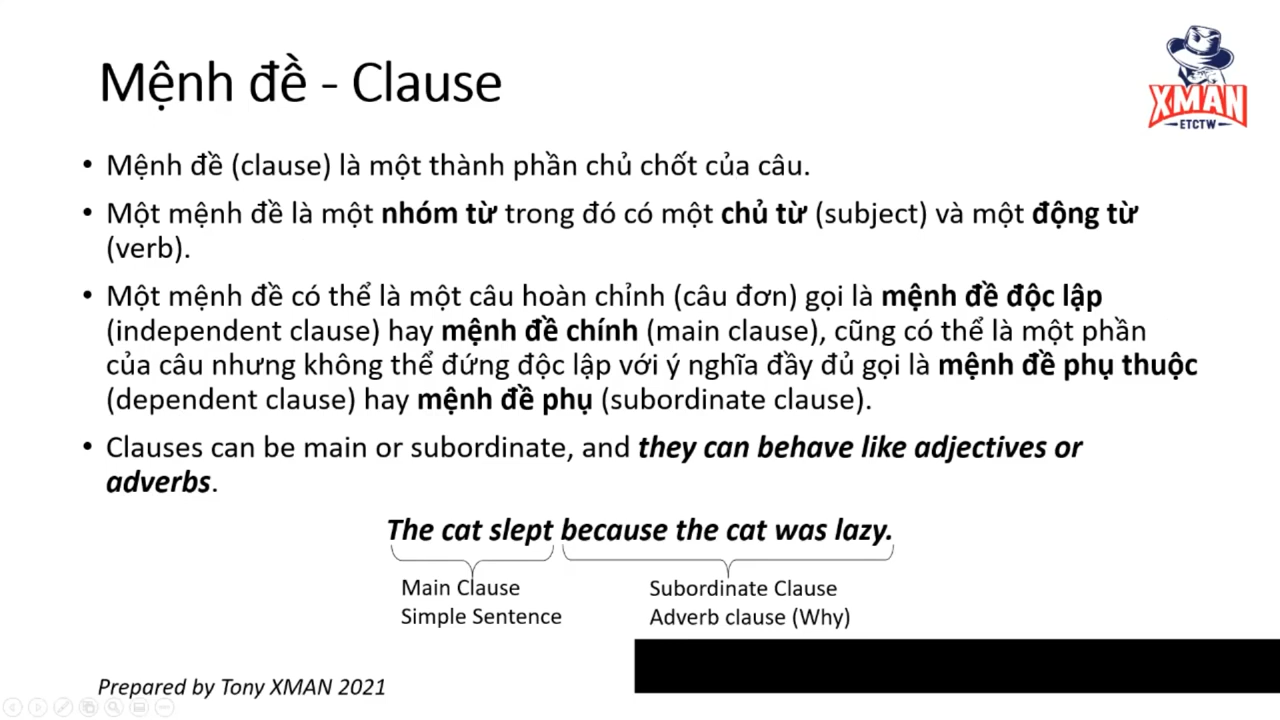 Mệnh đề - Clause
XMAN
ETCTW
• Mệnh đề (clause) là một thành phần chủ chốt của câu.
• Một mệnh đề là một nhóm từ trong đó có một chủ từ (subject) và một động từ
(verb).
• Một mệnh đề có thể là một câu hoàn chỉnh (câu đơn) gọi là mệnh đề độc lập
(independent clause) hay mệnh đề chính (main clause), cũng có thể là một phần
của câu nhưng không thể đứng độc lập với ý nghĩa đầy đủ gọi là mệnh đề phụ thuộc
(dependent clause) hay mệnh đề phụ (subordinate clause).
• Clauses can be main or subordinate, and they can behave like adjectives or
adverbs.
The cat slept because the cat was lazy.
Main Clause
Simple Sentence
Subordinate Clause
Adverb clause (Why)
Prepared by Tony XMAN 2021